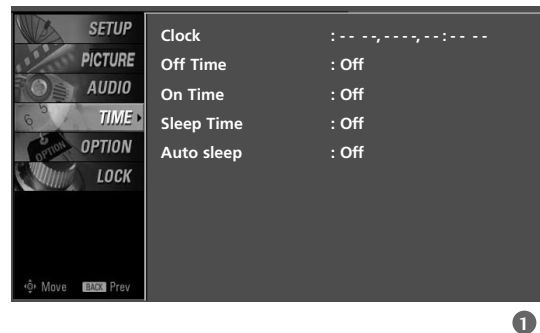 SETUP
PICTURE
AUDIO
TIME
OPTION
LOCK
Move BACK Prev
Clock : -- --, ----, -- : -- --
Off Time : Off
On Time : Off
Sleep Time : Off
Auto sleep : Off
1